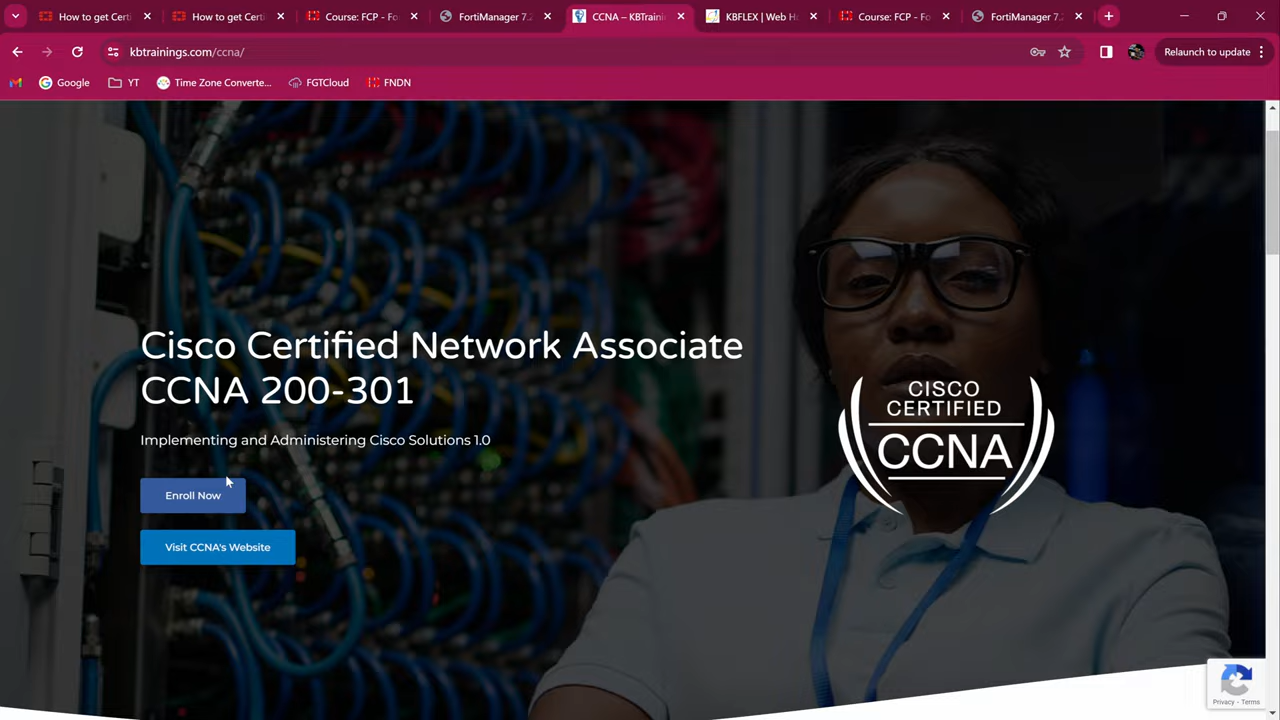 How to get Certi
How to get Certi
Course: FCP - Fo
FortiManager 7.2
CCNA – KBTraini
KBFLEX | Web H
Course: FCP - Fo
FortiManager 7.2
kbtrainings.com/ccna/
Relaunch to update
Google
YT
Time Zone Converte...
FGTCloud
FNDN
Cisco Certified Network Associate
CCNA 200-301
Implementing and Administering Cisco Solutions 1.0
Enroll Now
Visit CCNA's Website
CISCO
CERTIFIED
CCNA
Privacy - Terms